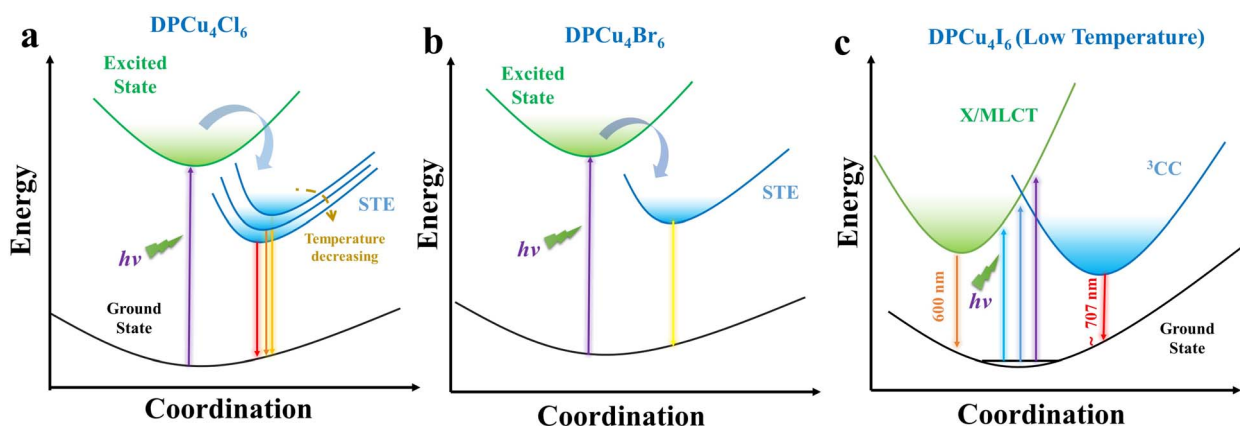 a
DPCu₄Cl₆
Excited
State
STE
Temperature
decreasing
hν
Ground
State
Energy
Coordination
b
DPCu₄Br₆
Excited
State
STE
hν
Energy
Coordination
c
DPCu₄I₆ (Low Temperature)
X/MLCT
³CC
600 nm
hν
~ 707 nm
Ground
State
Energy
Coordination